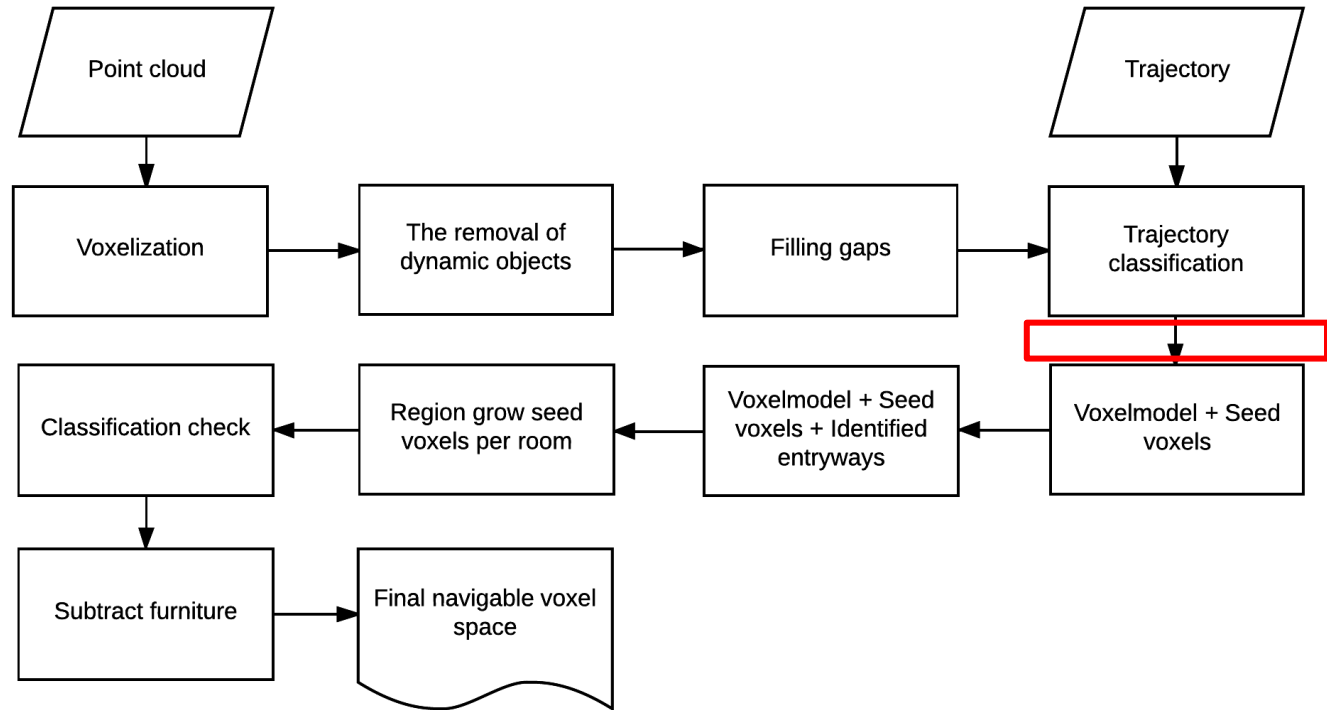 Point cloud
Trajectory
Voxelization
The removal of
dynamic objects
Filling gaps
Trajectory
classification
Classification check
Region grow seed
voxels per room
Voxelmodel + Seed
voxels + Identified
entryways
Voxelmodel + Seed
voxels
Subtract furniture
Final navigable voxel
space